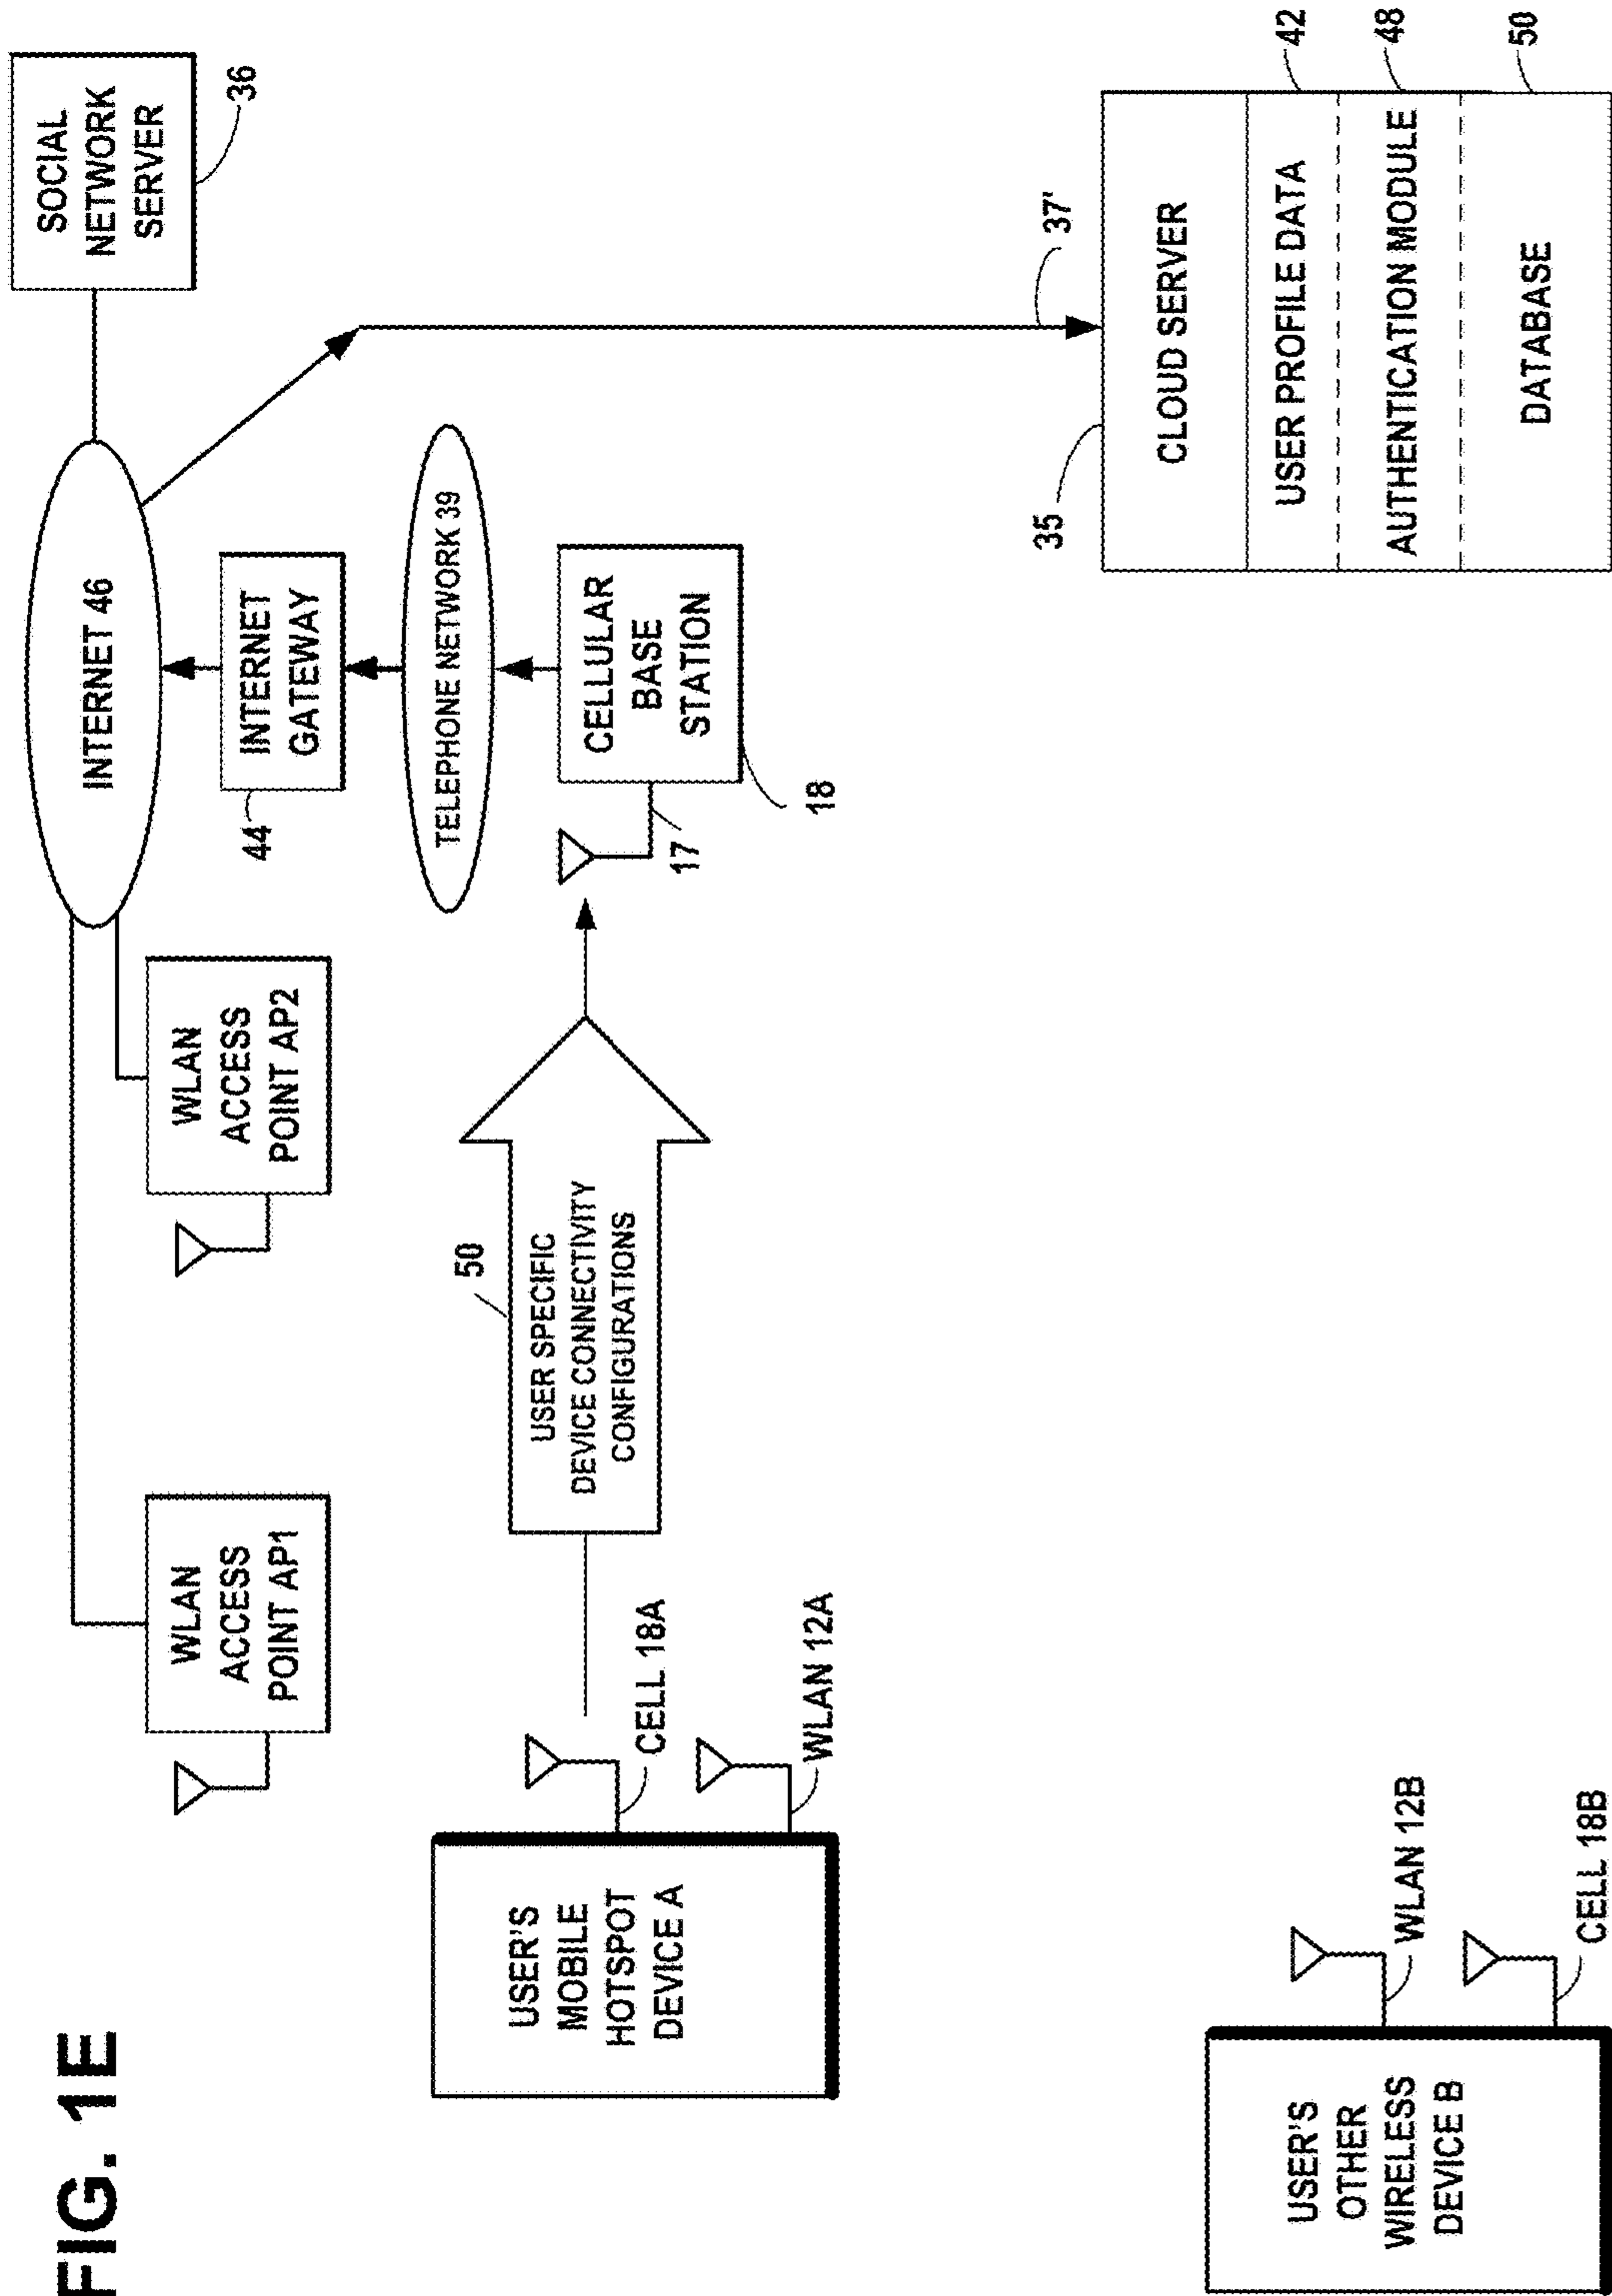 FIG. 1E
WLAN
ACCESS
POINT AP1
WLAN
ACCESS
POINT AP2
INTERNET 46
SOCIAL
NETWORK
SERVER
36
INTERNET
GATEWAY
44
TELEPHONE NETWORK 39
CELLULAR
BASE
STATION
17
18
USER'S
MOBILE
HOTSPOT
DEVICE A
CELL 18A
WLAN 12A
50
USER SPECIFIC
DEVICE CONNECTIVITY
CONFIGURATIONS
37'
35
CLOUD SERVER
USER PROFILE DATA
42
AUTHENTICATION MODULE
48
DATABASE
50
USER'S
OTHER
WIRELESS
DEVICE B
WLAN 12B
CELL 18B